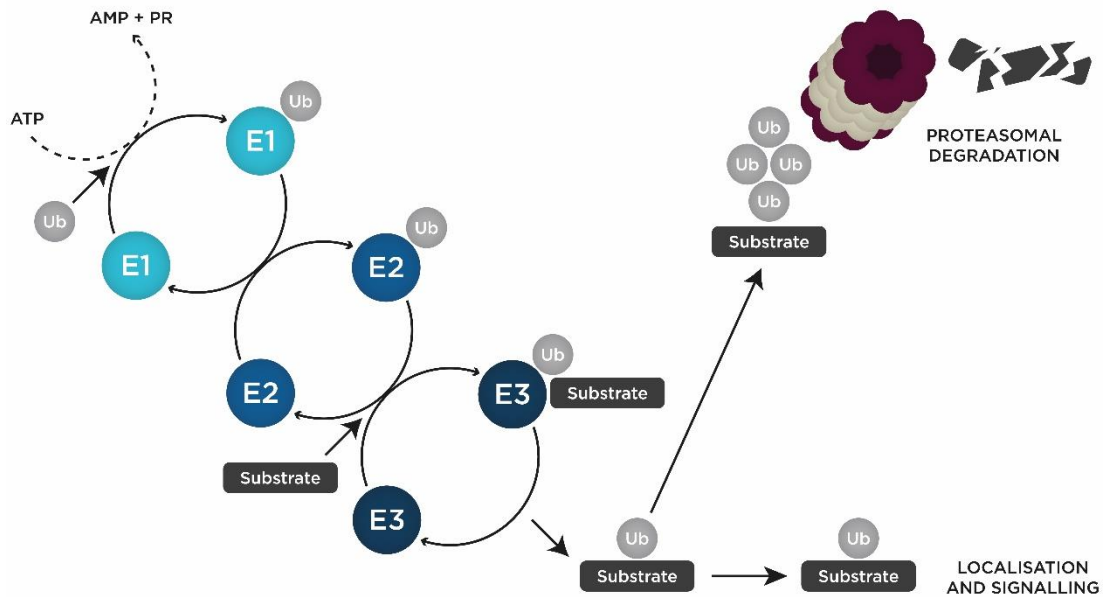 AMP + PR
ATP
Ub
E1
Ub
E1
Ub
E2
E2
Substrate
Ub
E3
Substrate
E3
Ub
Substrate
Ub
Ub
Ub
Ub
Substrate
PROTEASOMAL
DEGRADATION
Ub
Substrate
LOCALISATION
AND SIGNALLING